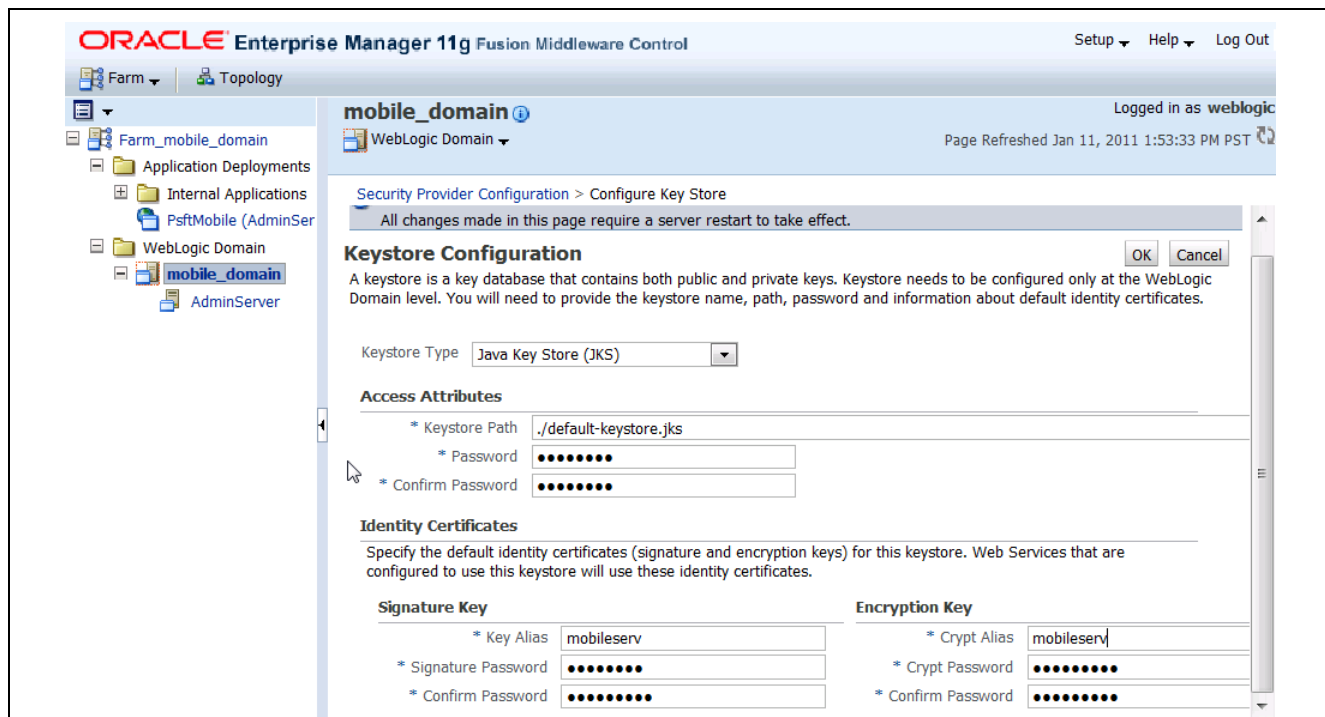 ORACLE Enterprise Manager 11g Fusion Middleware Control
Setup Help Log Out
Farm Topology
mobile_domain
Logged in as weblogic
WebLogic Domain
Page Refreshed Jan 11, 2011 1:53:33 PM PST
Farm_mobile_domain
Application Deployments
Internal Applications
PsftMobile (AdminSer
WebLogic Domain
mobile_domain
AdminServer
Security Provider Configuration > Configure Key Store
All changes made in this page require a server restart to take effect.
Keystore Configuration
OK Cancel
A keystore is a key database that contains both public and private keys. Keystore needs to be configured only at the WebLogic
Domain level. You will need to provide the keystore name, path, password and information about default identity certificates.
Keystore Type Java Key Store (JKS)
Access Attributes
* Keystore Path ./default-keystore.jks
* Password ●●●●●●●●
* Confirm Password ●●●●●●●●
Identity Certificates
Specify the default identity certificates (signature and encryption keys) for this keystore. Web Services that are
configured to use this keystore will use these identity certificates.
Signature Key
* Key Alias mobileserv
* Signature Password ●●●●●●●●
* Confirm Password ●●●●●●●●●
Encryption Key
* Crypt Alias mobileserv
* Crypt Password ●●●●●●●●●
* Confirm Password ●●●●●●●●●